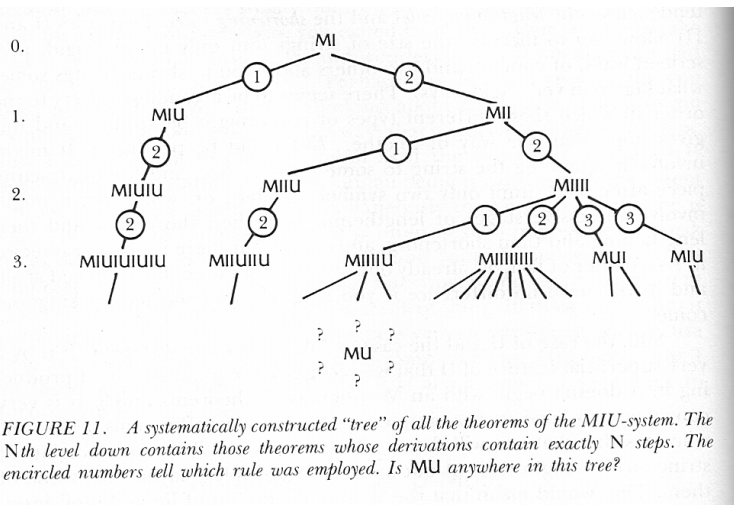 0. MI
1 2
1. MIU MII
2 1 2
2. MIUIU MIIU MIIII
2 2 1 2 3 3
3. MIUIUIUIU MIIUIIU MIIIIU MIIIIIIII MUI MIU
? ? ?
MU
? ? ?
FIGURE 11. A systematically constructed “tree” of all the theorems of the MIU-system. The
Nth level down contains those theorems whose derivations contain exactly N steps. The
encircled numbers tell which rule was employed. Is MU anywhere in this tree?